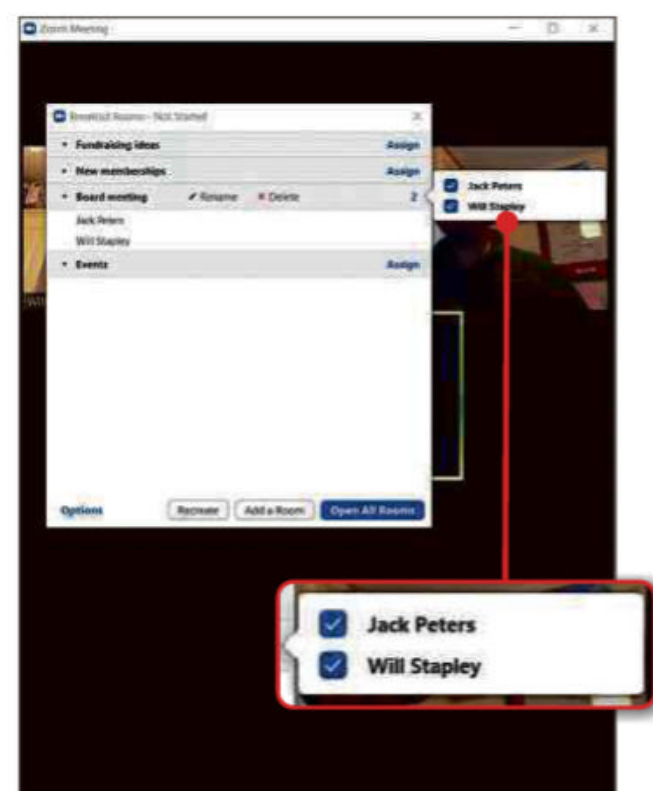 Zoom Meeting
Breakout Rooms - Not Started
Fundraising ideas Assign
New memberships Assign
Board meeting Rename Delete 2
Jack Peters
Will Stapley
Jack Peters
Will Stapley
Events Assign
Options Recreate Add a Room Open All Rooms
Jack Peters
Will Stapley